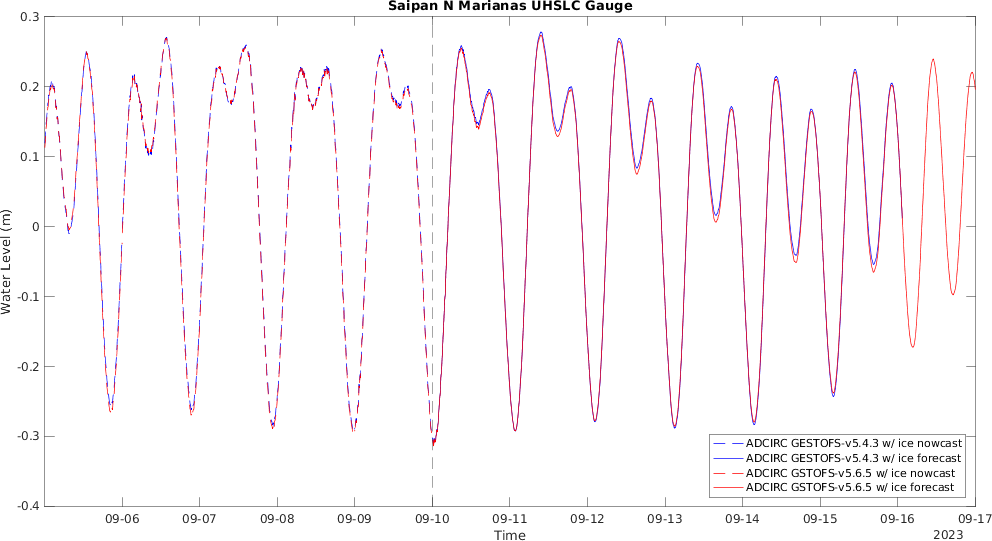 Saipan N Marianas UHSLC Gauge
0.3
0.2
0.1
0
-0.1
-0.2
-0.3
-0.4
Water Level (m)
ADCIRC GESTOFS-v5.4.3 w/ ice nowcast
ADCIRC GESTOFS-v5.4.3 w/ ice forecast
ADCIRC GSTOFS-v5.6.5 w/ ice nowcast
ADCIRC GSTOFS-v5.6.5 w/ ice forecast
09-06 09-07 09-08 09-09 09-10 09-11 09-12 09-13 09-14 09-15 09-16 09-17
Time
2023